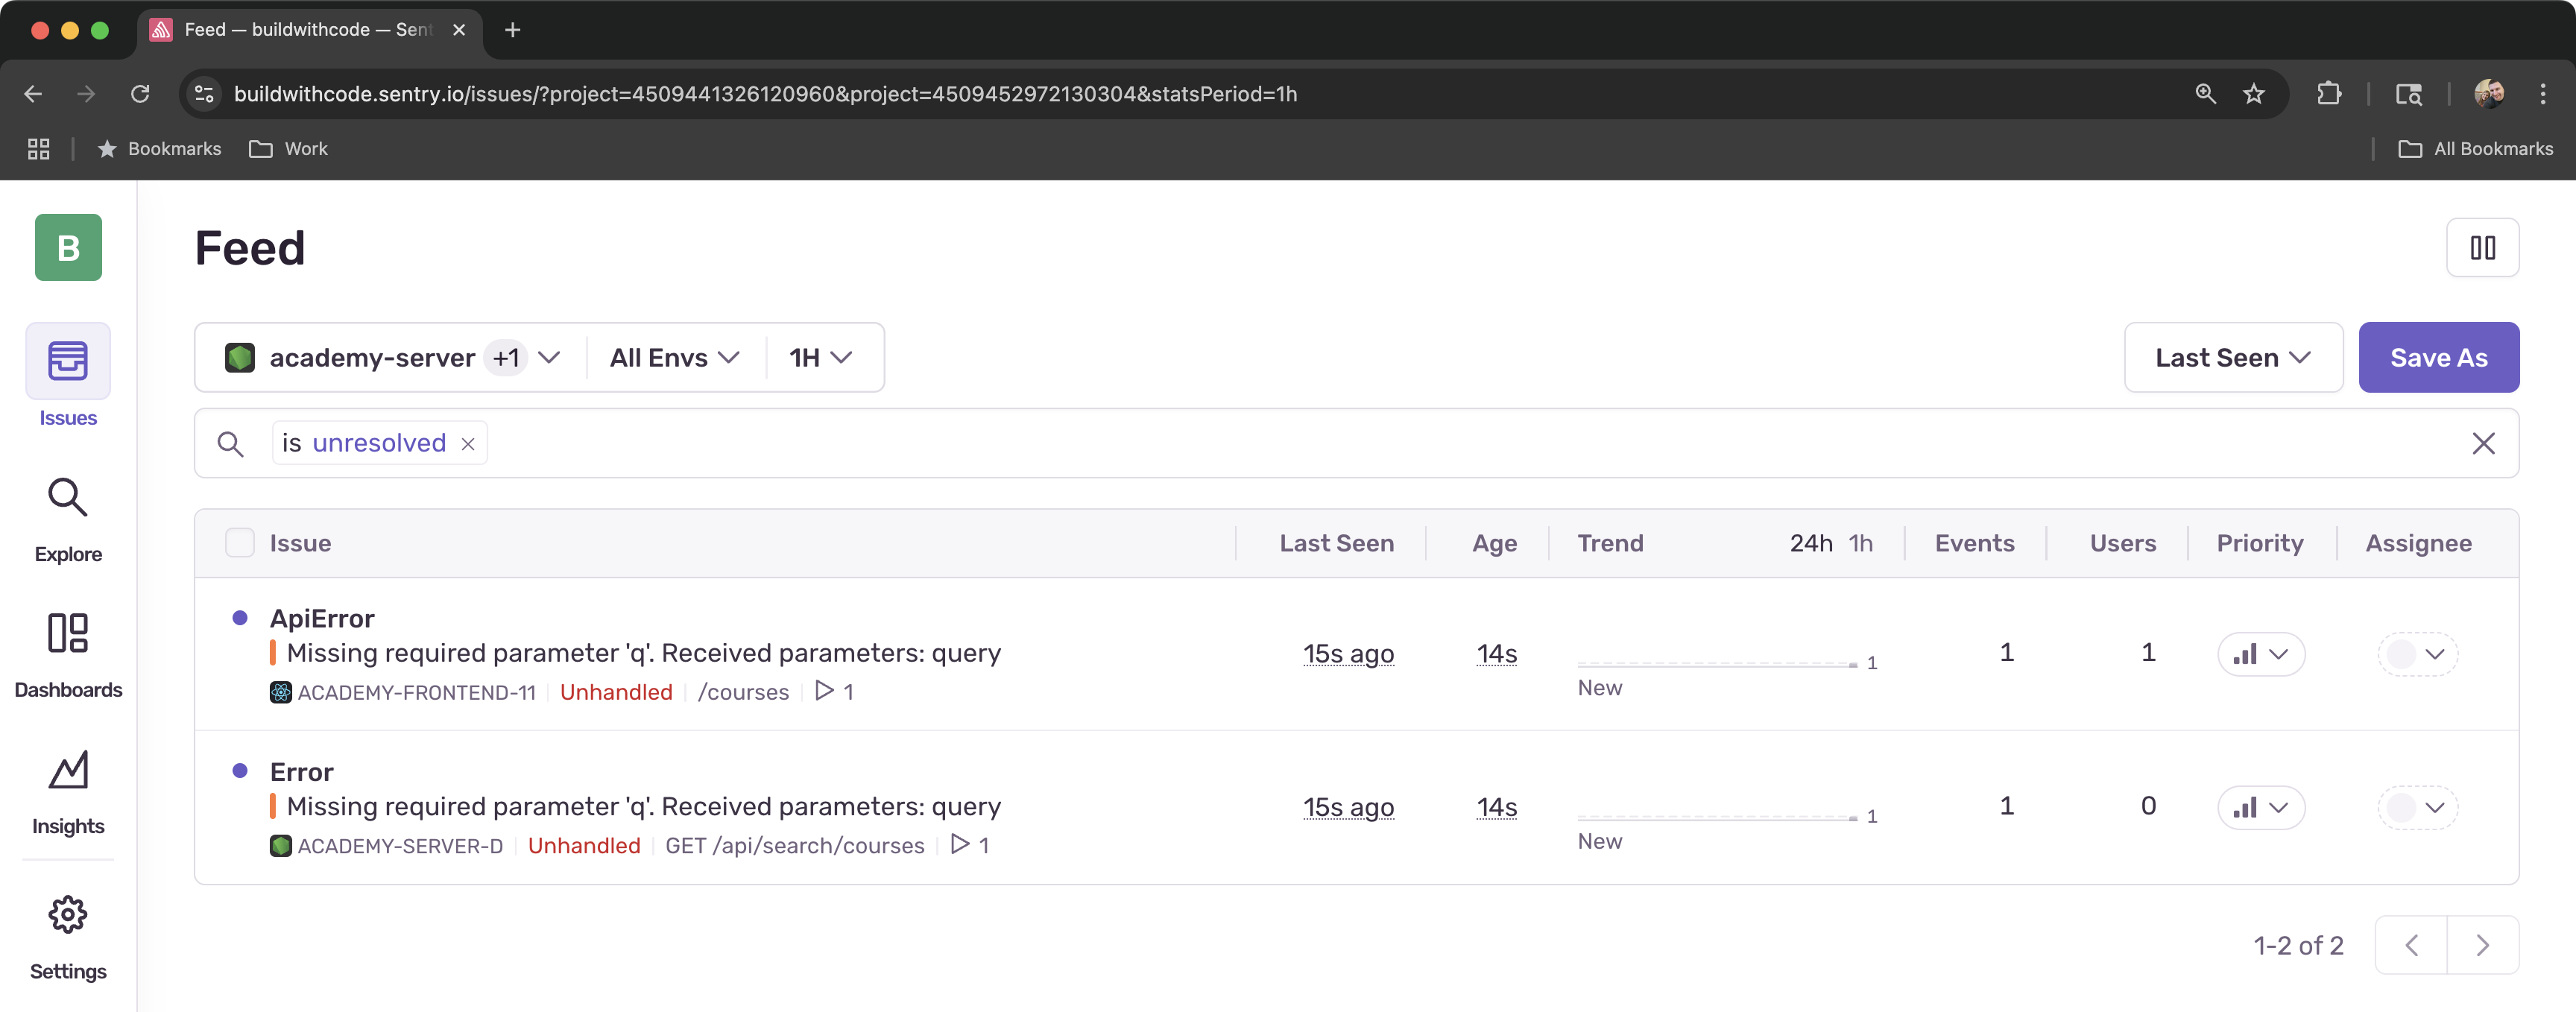 Feed — buildwithcode — Sent
buildwithcode.sentry.io/issues/?project=4509441326120960&project=4509452972130304&statsPeriod=1h
Bookmarks Work All Bookmarks
B
Issues
Explore
Dashboards
Insights
Settings
Feed
academy-server +1 All Envs 1H Last Seen Save As
is unresolved
Issue Last Seen Age Trend 24h 1h Events Users Priority Assignee
ApiError
Missing required parameter 'q'. Received parameters: query 15s ago 14s 1 1 1
ACADEMY-FRONTEND-11 Unhandled /courses 1 New
Error
Missing required parameter 'q'. Received parameters: query 15s ago 14s 1 1 0
ACADEMY-SERVER-D Unhandled GET /api/search/courses 1 New
1-2 of 2